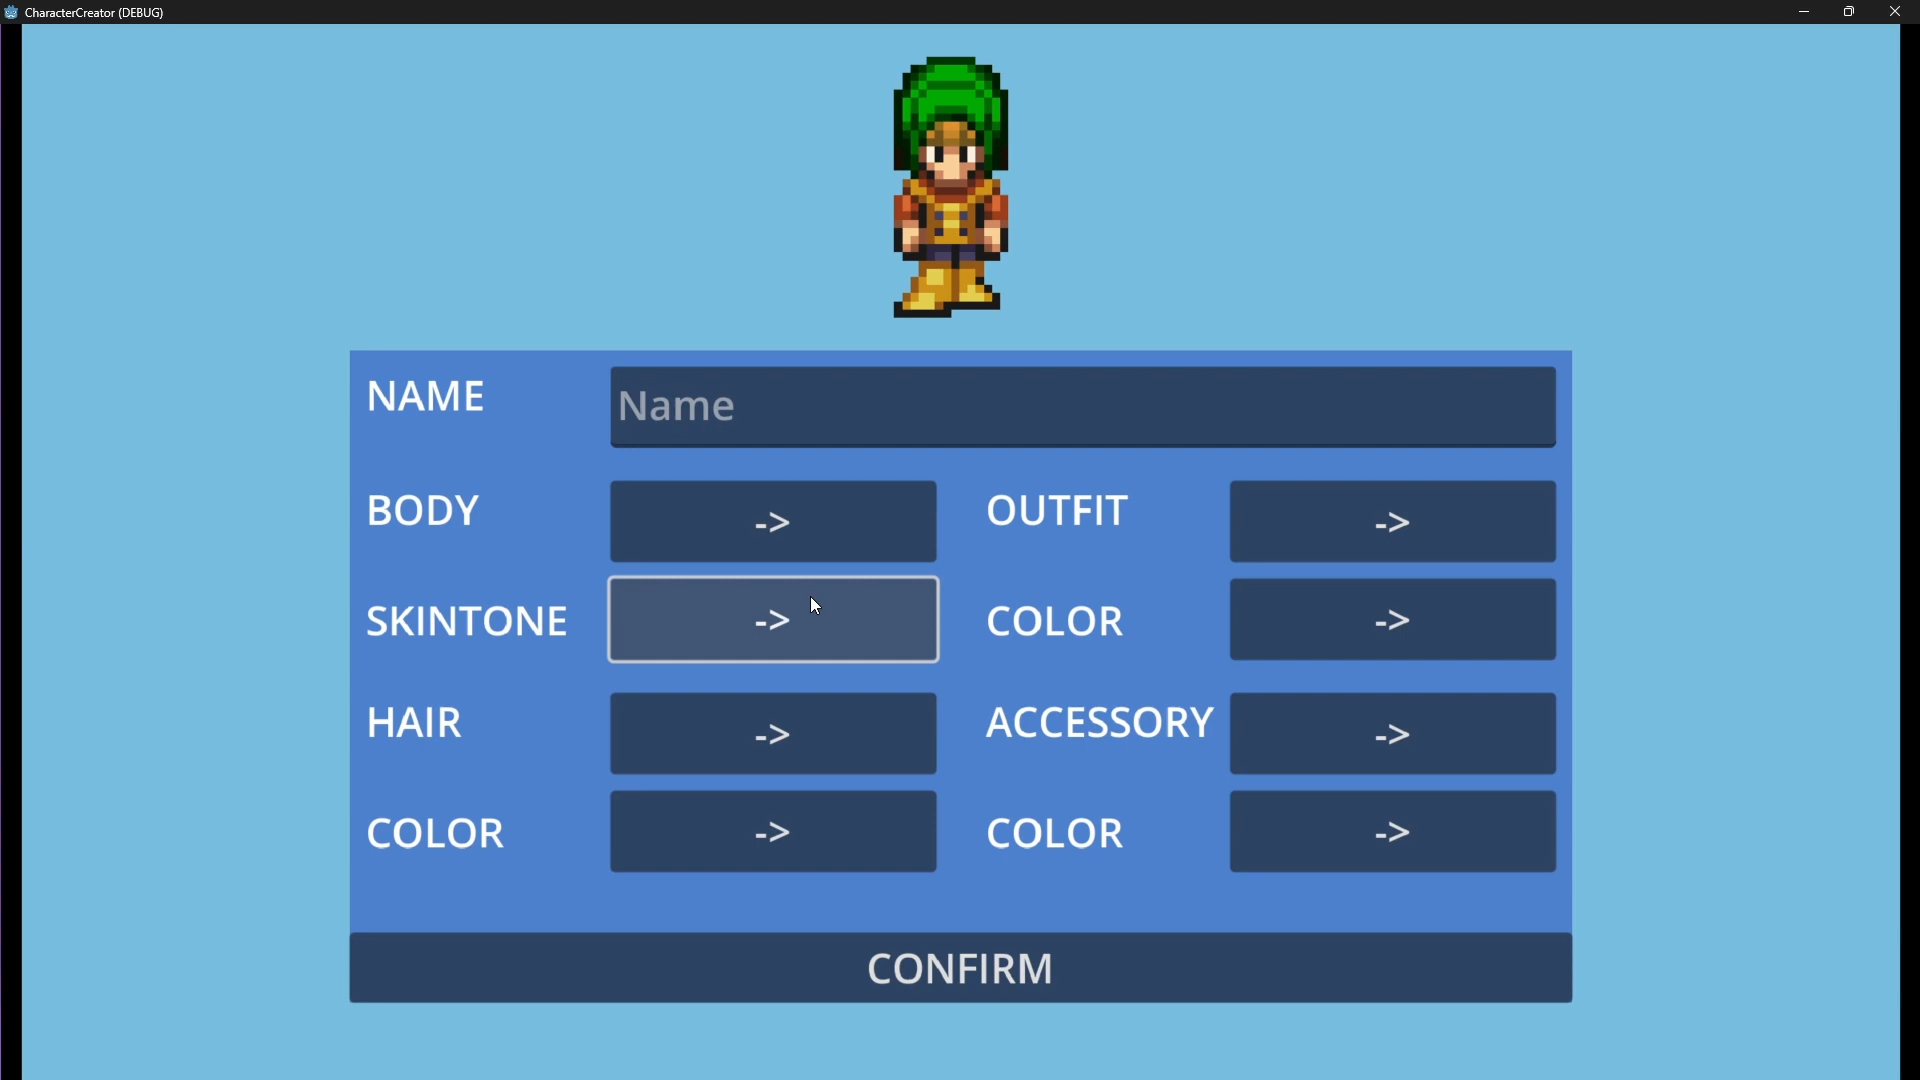 CharacterCreator (DEBUG)
NAME
Name
BODY
->
OUTFIT
->
SKINTONE
->
COLOR
->
HAIR
->
ACCESSORY
->
COLOR
->
COLOR
->
CONFIRM